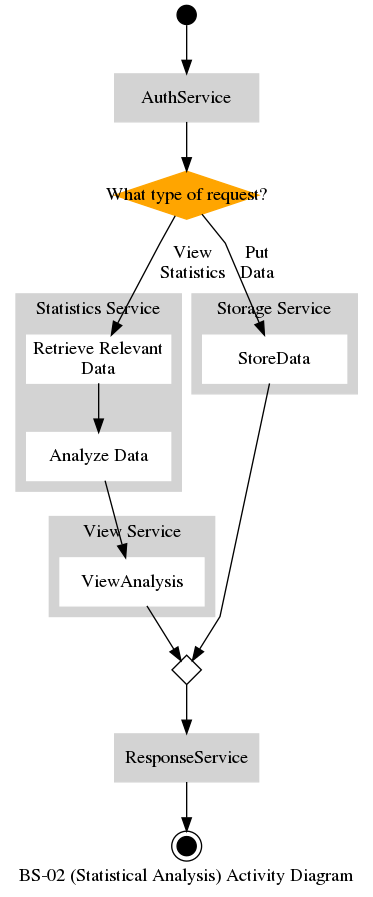 AuthService
What type of request?
View
Statistics
Put
Data
Statistics Service
Storage Service
Retrieve Relevant
Data
StoreData
Analyze Data
View Service
ViewAnalysis
ResponseService
BS-02 (Statistical Analysis) Activity Diagram